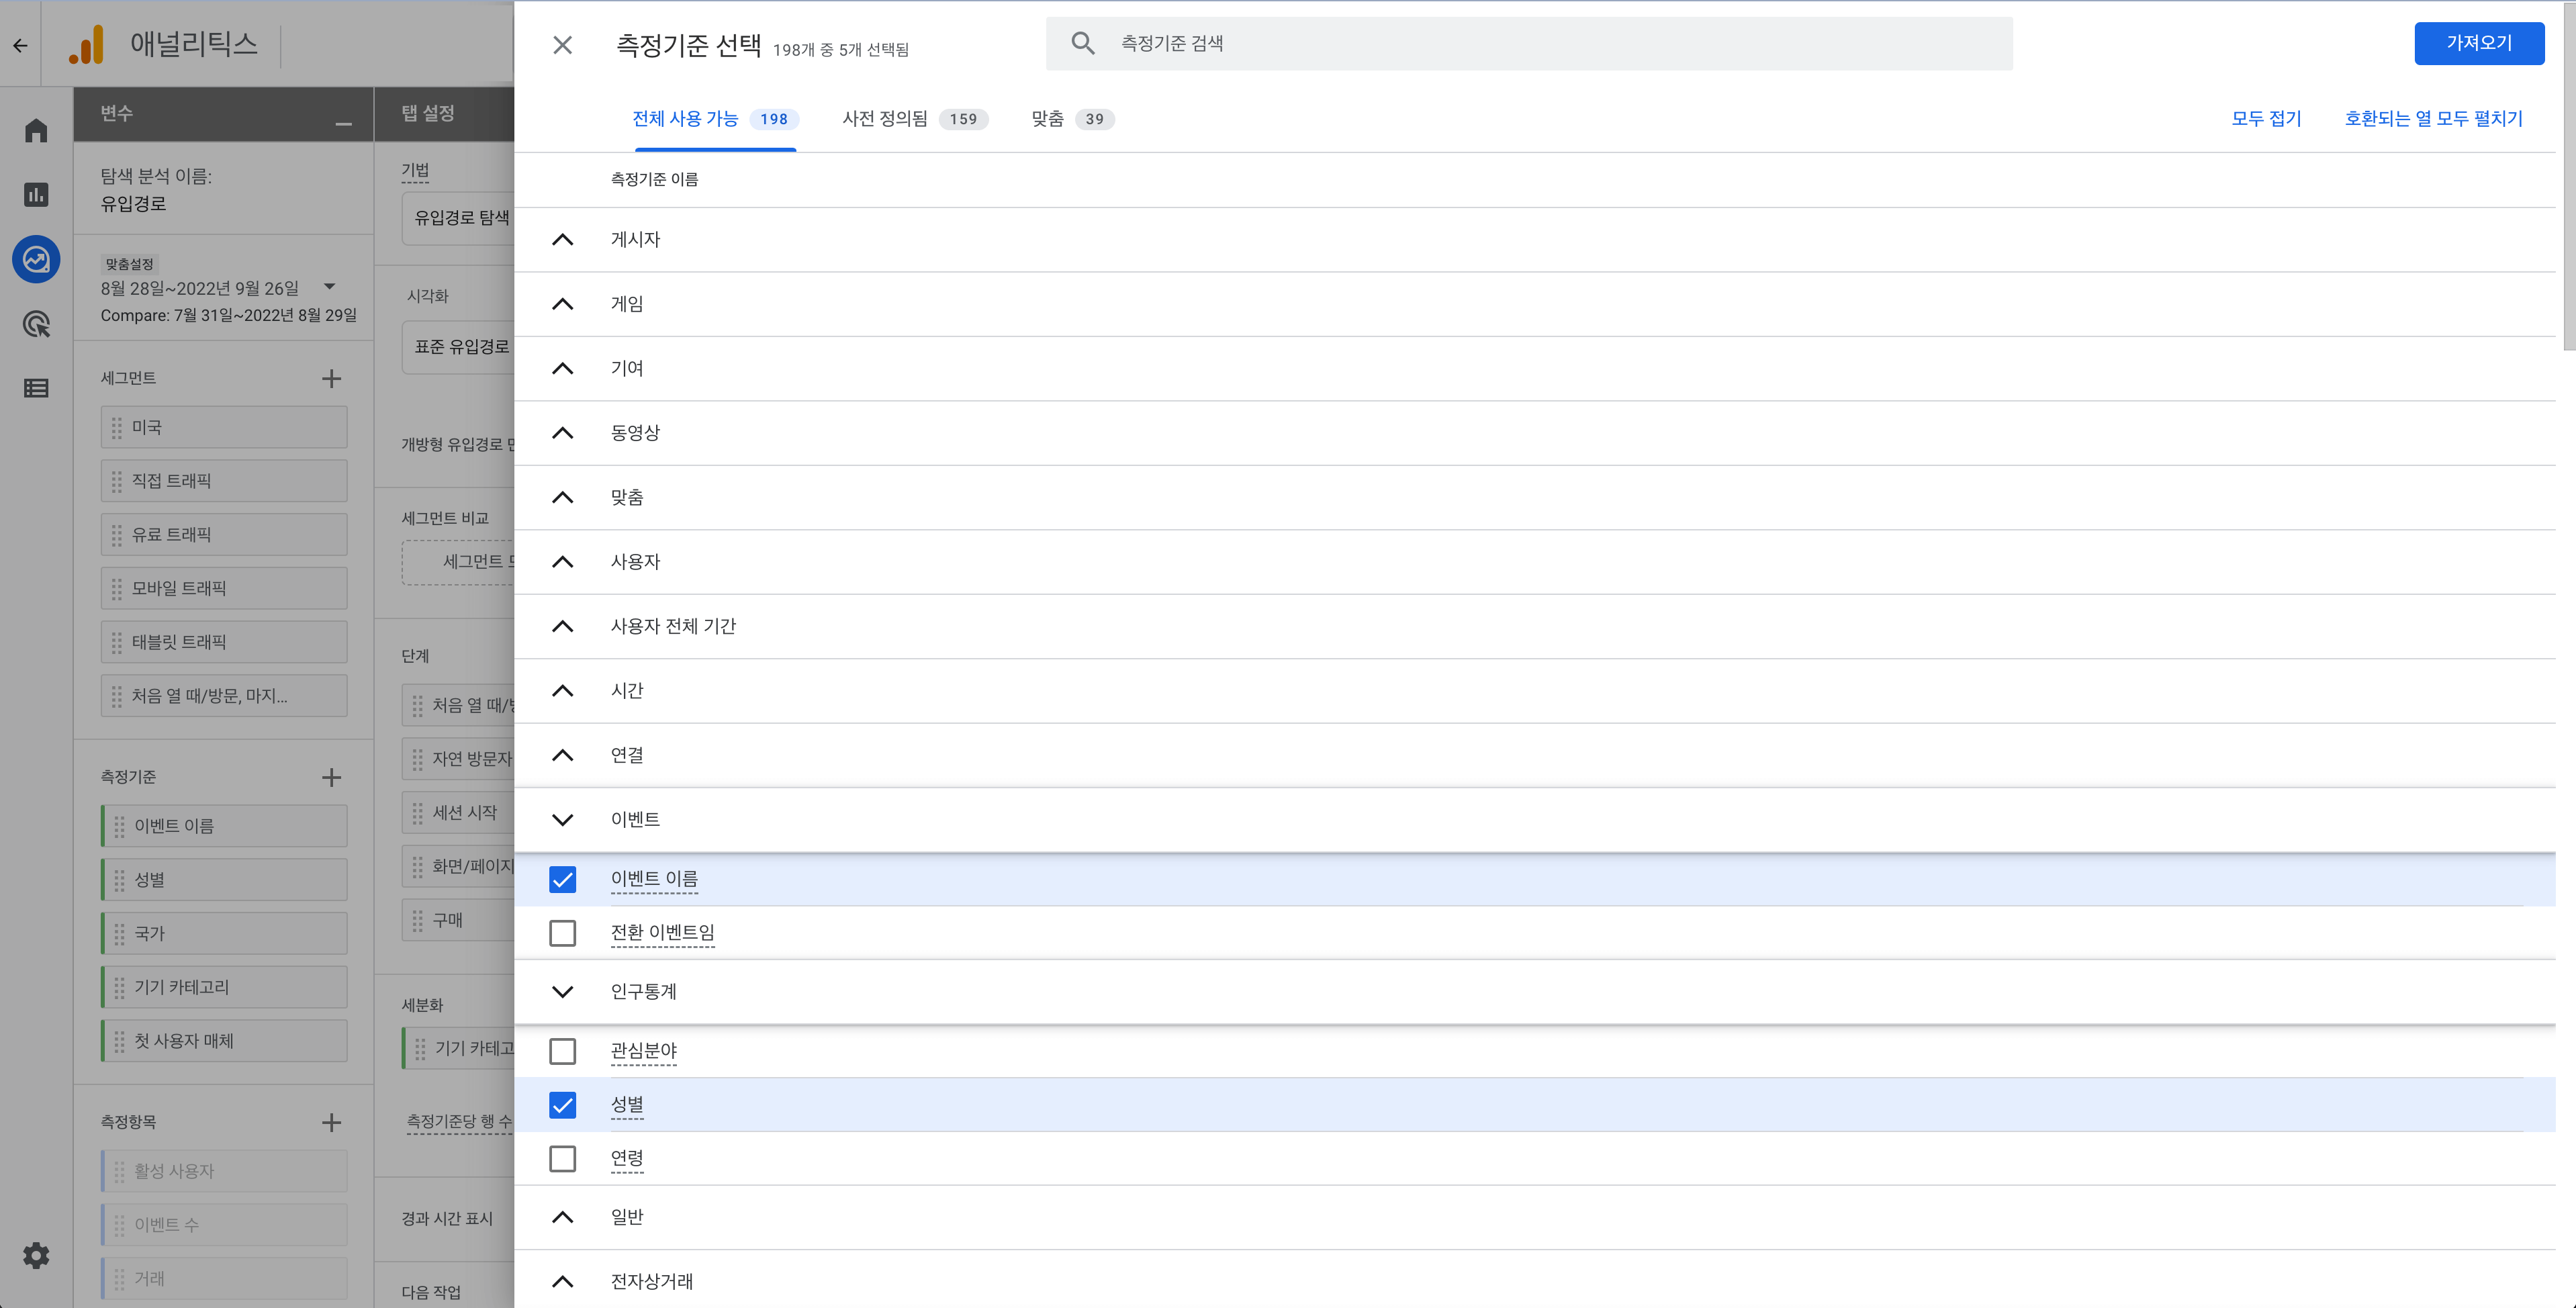 애널리틱스
변수
탐색 분석 이름:
유입경로
맞춤설정
8월 28일~2022년 9월 26일
Compare: 7월 31일~2022년 8월 29일
세그먼트
미국
직접 트래픽
유료 트래픽
모바일 트래픽
태블릿 트래픽
처음 열 때/방문, 마지...
측정기준
이벤트 이름
성별
국가
기기 카테고리
첫 사용자 매체
측정항목
활성 사용자
이벤트 수
거래
탭 설정
기법
유입경로 탐색
시각화
표준 유입경로
개방형 유입경로
세그먼트 비교
세그먼트
단계
처음 열 때/
자연 방문자
세션 시작
화면/페이지
구매
세분화
기기 카테고
측정기준당 행 수
경과 시간 표시
다음 작업
측정기준 선택 198개 중 5개 선택됨
측정기준 검색
가져오기
전체 사용 가능 198
사전 정의됨 159
맞춤 39
모두 접기
호환되는 열 모두 펼치기
측정기준 이름
게시자
게임
기여
동영상
맞춤
사용자
사용자 전체 기간
시간
연결
이벤트
이벤트 이름
전환 이벤트임
인구통계
관심분야
성별
연령
일반
전자상거래